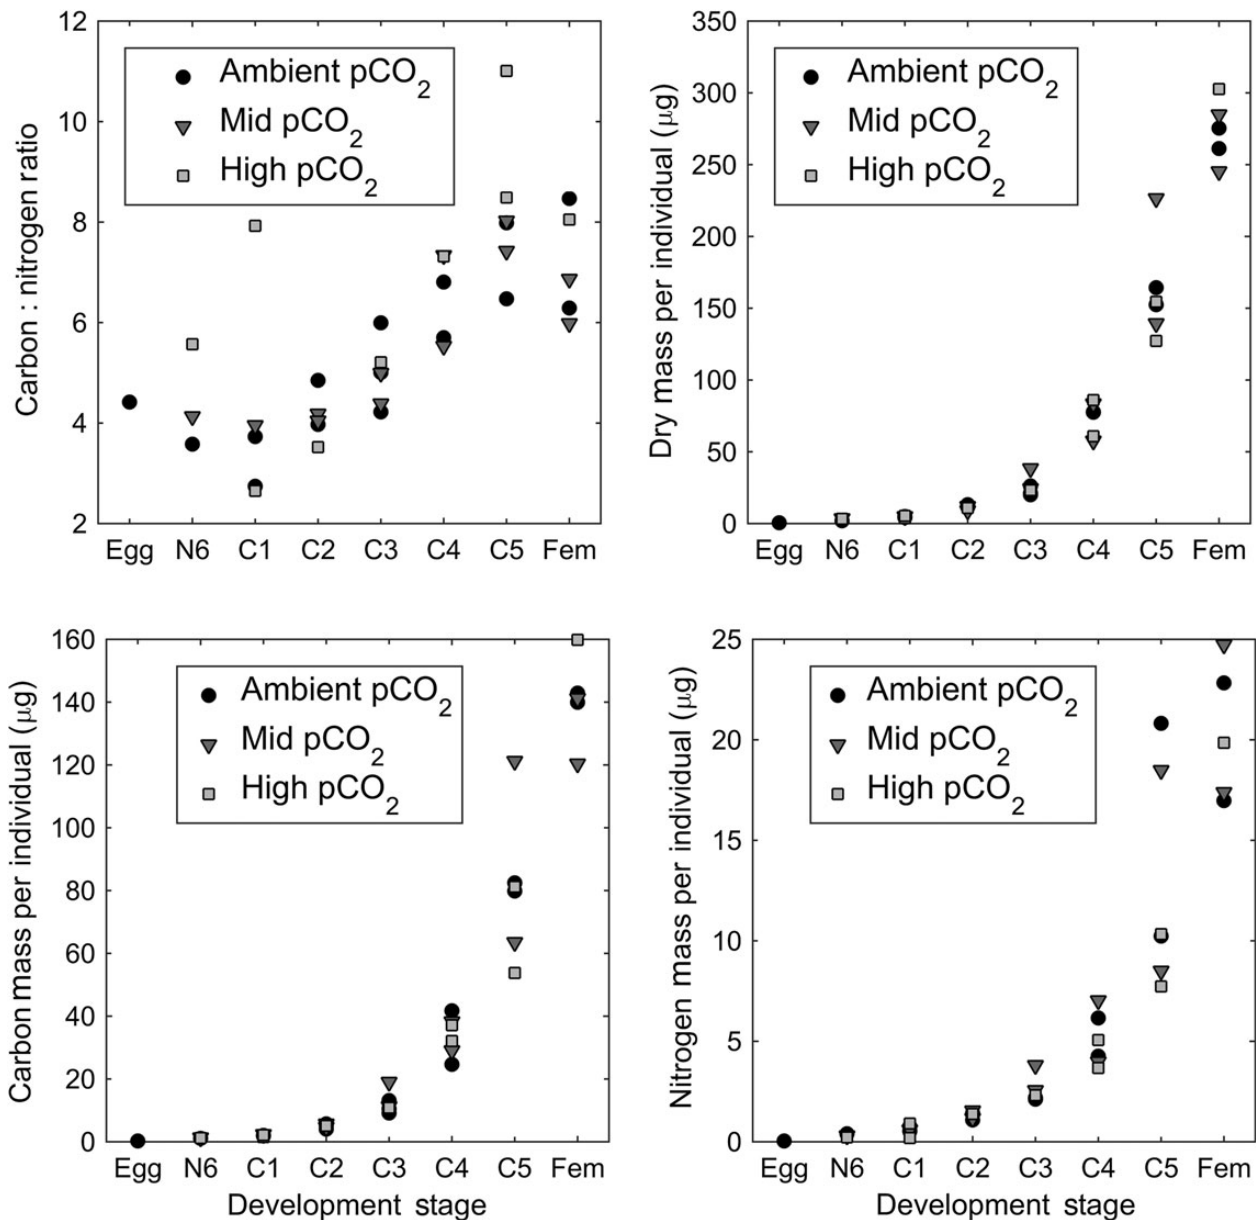 Carbon : nitrogen ratio
12
10
8
6
4
2
Ambient pCO2
Mid pCO2
High pCO2
Egg N6 C1 C2 C3 C4 C5 Fem
Dry mass per individual (μg)
350
300
250
200
150
100
50
0
Ambient pCO2
Mid pCO2
High pCO2
Egg N6 C1 C2 C3 C4 C5 Fem
Carbon mass per individual (μg)
160
140
120
100
80
60
40
20
0
Ambient pCO2
Mid pCO2
High pCO2
Egg N6 C1 C2 C3 C4 C5 Fem
Development stage
Nitrogen mass per individual (μg)
25
20
15
10
5
0
Ambient pCO2
Mid pCO2
High pCO2
Egg N6 C1 C2 C3 C4 C5 Fem
Development stage